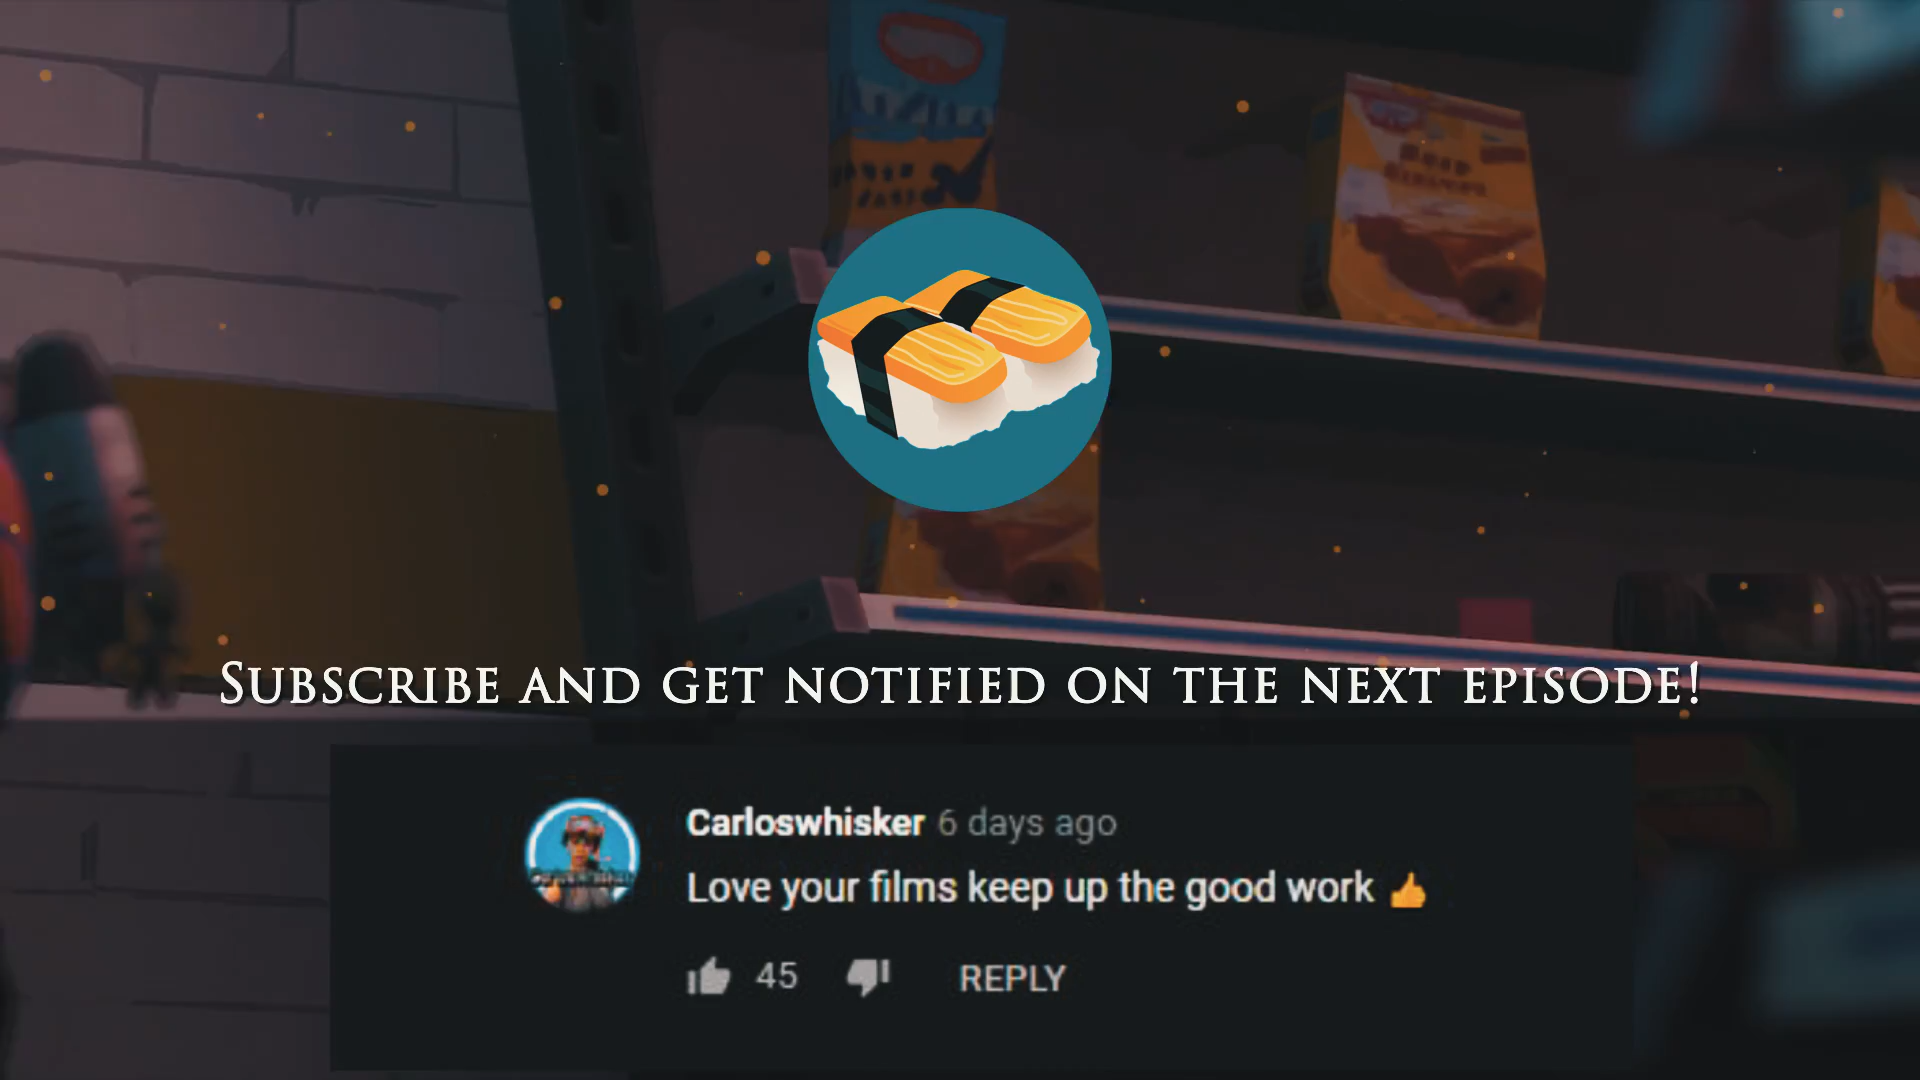 Subscribe and get notified on the next episode!
Carloswhisker 6 days ago
Love your films keep up the good work 👍
45 REPLY